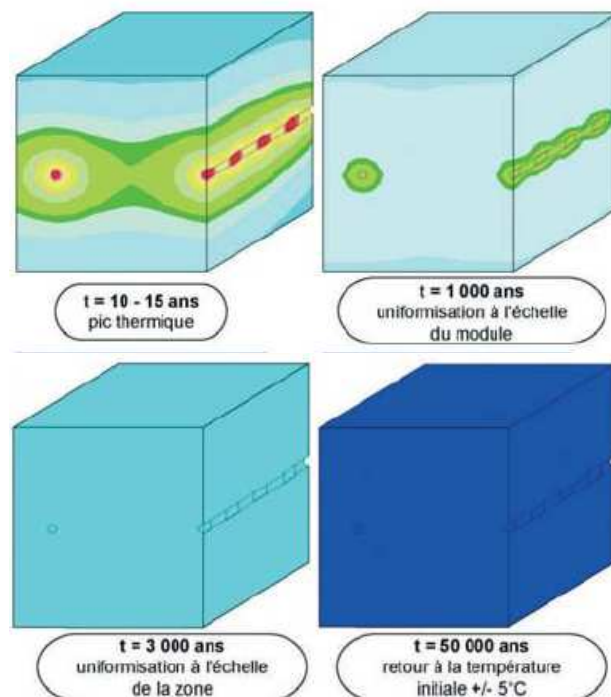 t = 10 - 15 ans
pic thermique
t = 1 000 ans
uniformisation à l'échelle
du module
t = 3 000 ans
uniformisation à l'échelle
de la zone
t = 50 000 ans
retour à la température
initiale +/- 5°C